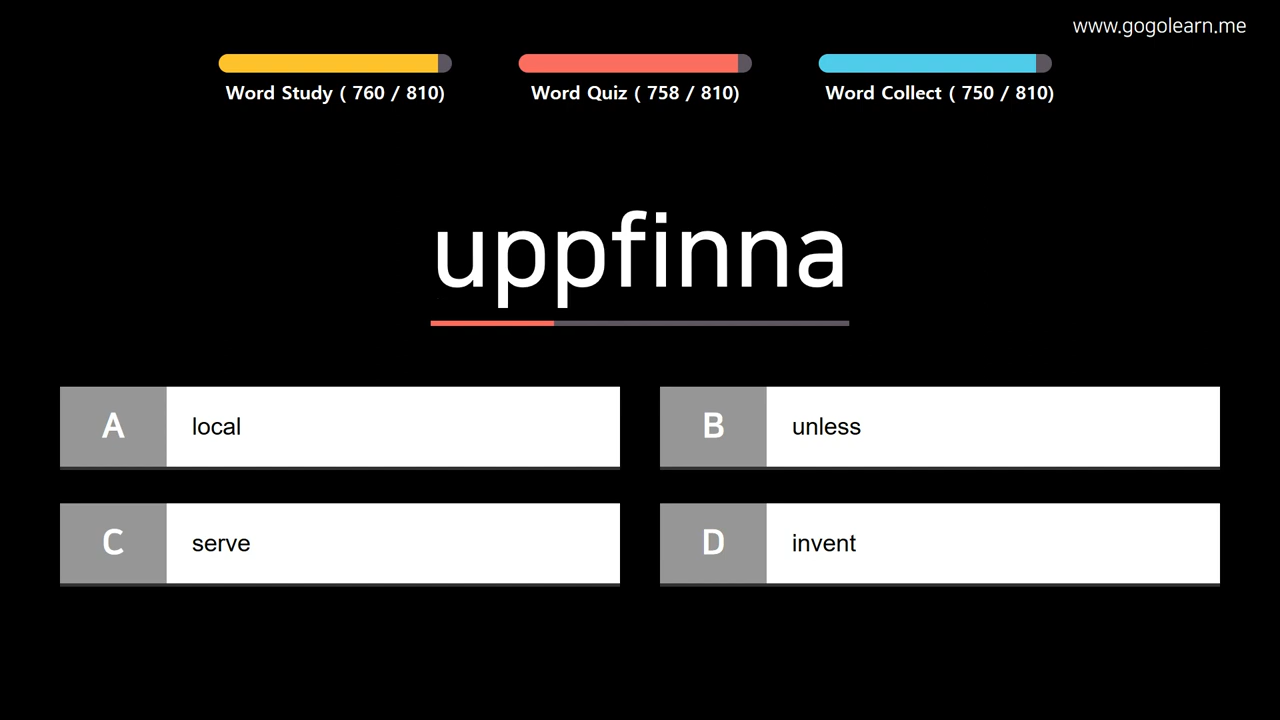 www.gogolearn.me
Word Study ( 760 / 810)
Word Quiz ( 758 / 810)
Word Collect ( 750 / 810)
uppfinna
A local
B unless
C serve
D invent